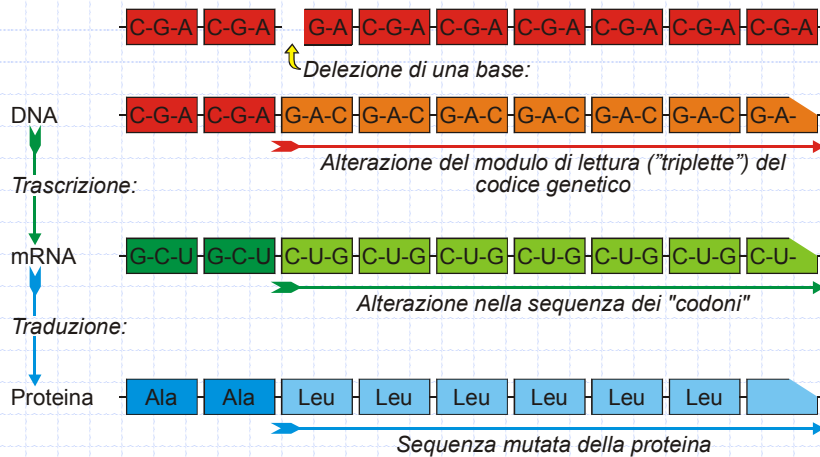 C-G-A C-G-A G-A C-G-A C-G-A C-G-A C-G-A C-G-A C-G-A
Delezione di una base:
DNA C-G-A C-G-A G-A-C G-A-C G-A-C G-A-C G-A-C G-A-C G-A-
Alterazione del modulo di lettura ("triplette") del
codice genetico
Trascrizione:
mRNA G-C-U G-C-U C-U-G C-U-G C-U-G C-U-G C-U-G C-U-G C-U-
Alterazione nella sequenza dei "codoni"
Traduzione:
Proteina Ala Ala Leu Leu Leu Leu Leu Leu
Sequenza mutata della proteina